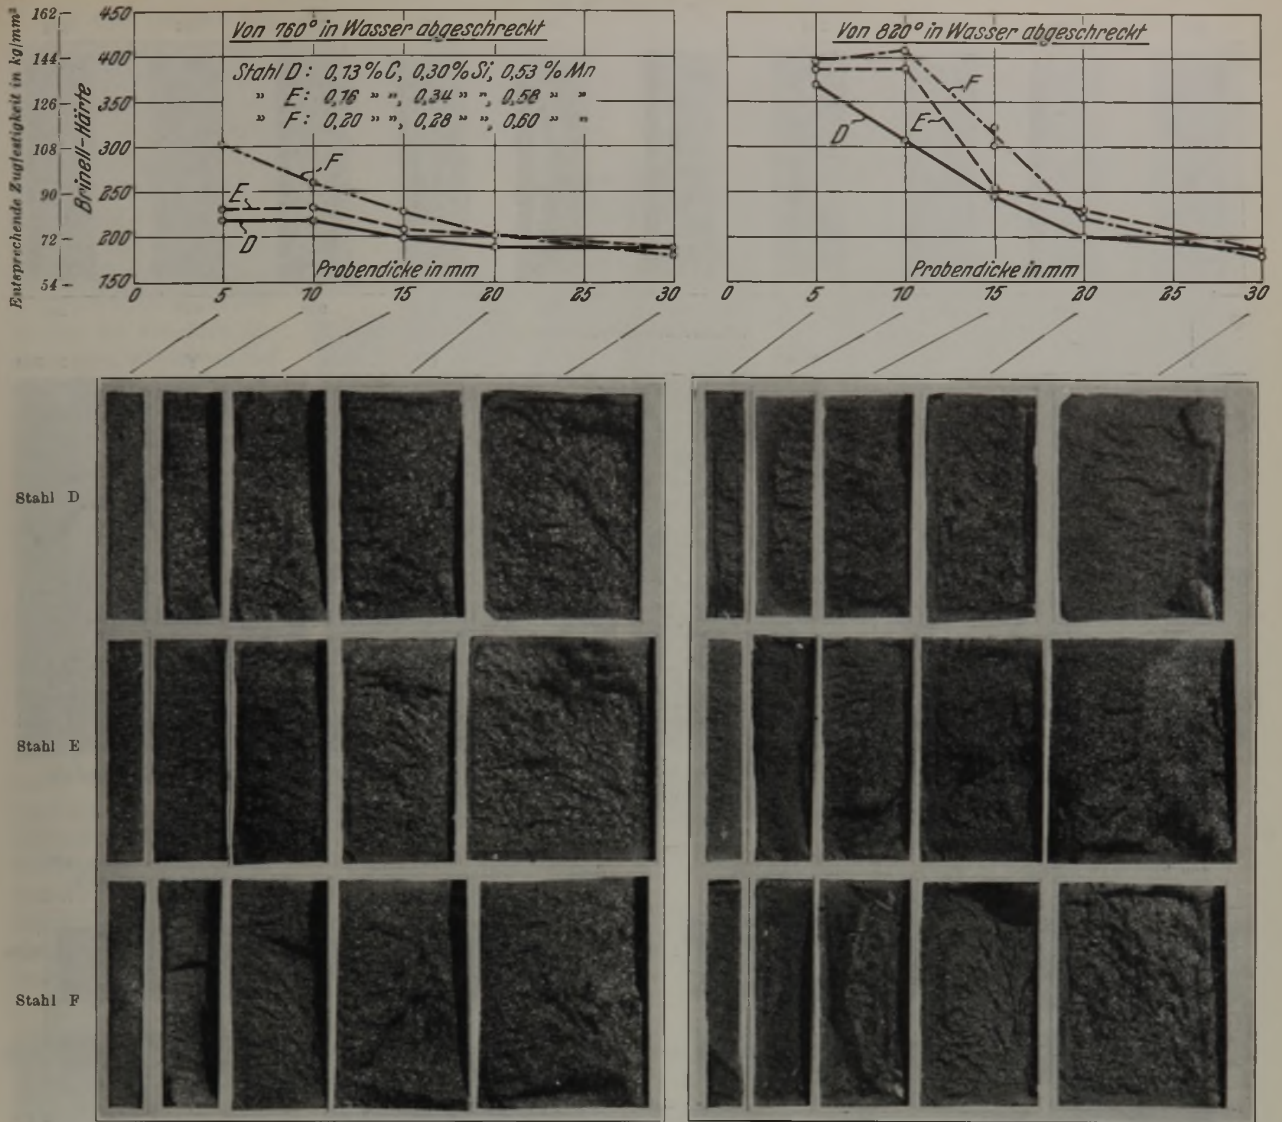 Entsprechende Zugfestigkeit in kg/mm²
162
144
126
108
90
72
54
Brinell-Härte
450
400
350
300
250
200
150
Von 760° in Wasser abgeschreckt
Stahl D: 0,13 % C, 0,30 % Si, 0,53 % Mn
" E: 0,16 " ", 0,34 " ", 0,58 " "
" F: 0,20 " ", 0,28 " ", 0,60 " "
F
E
D
Probendicke in mm
0 5 10 15 20 25 30
Von 820° in Wasser abgeschreckt
F
E
D
Probendicke in mm
0 5 10 15 20 25 30
Stahl D
Stahl E
Stahl F